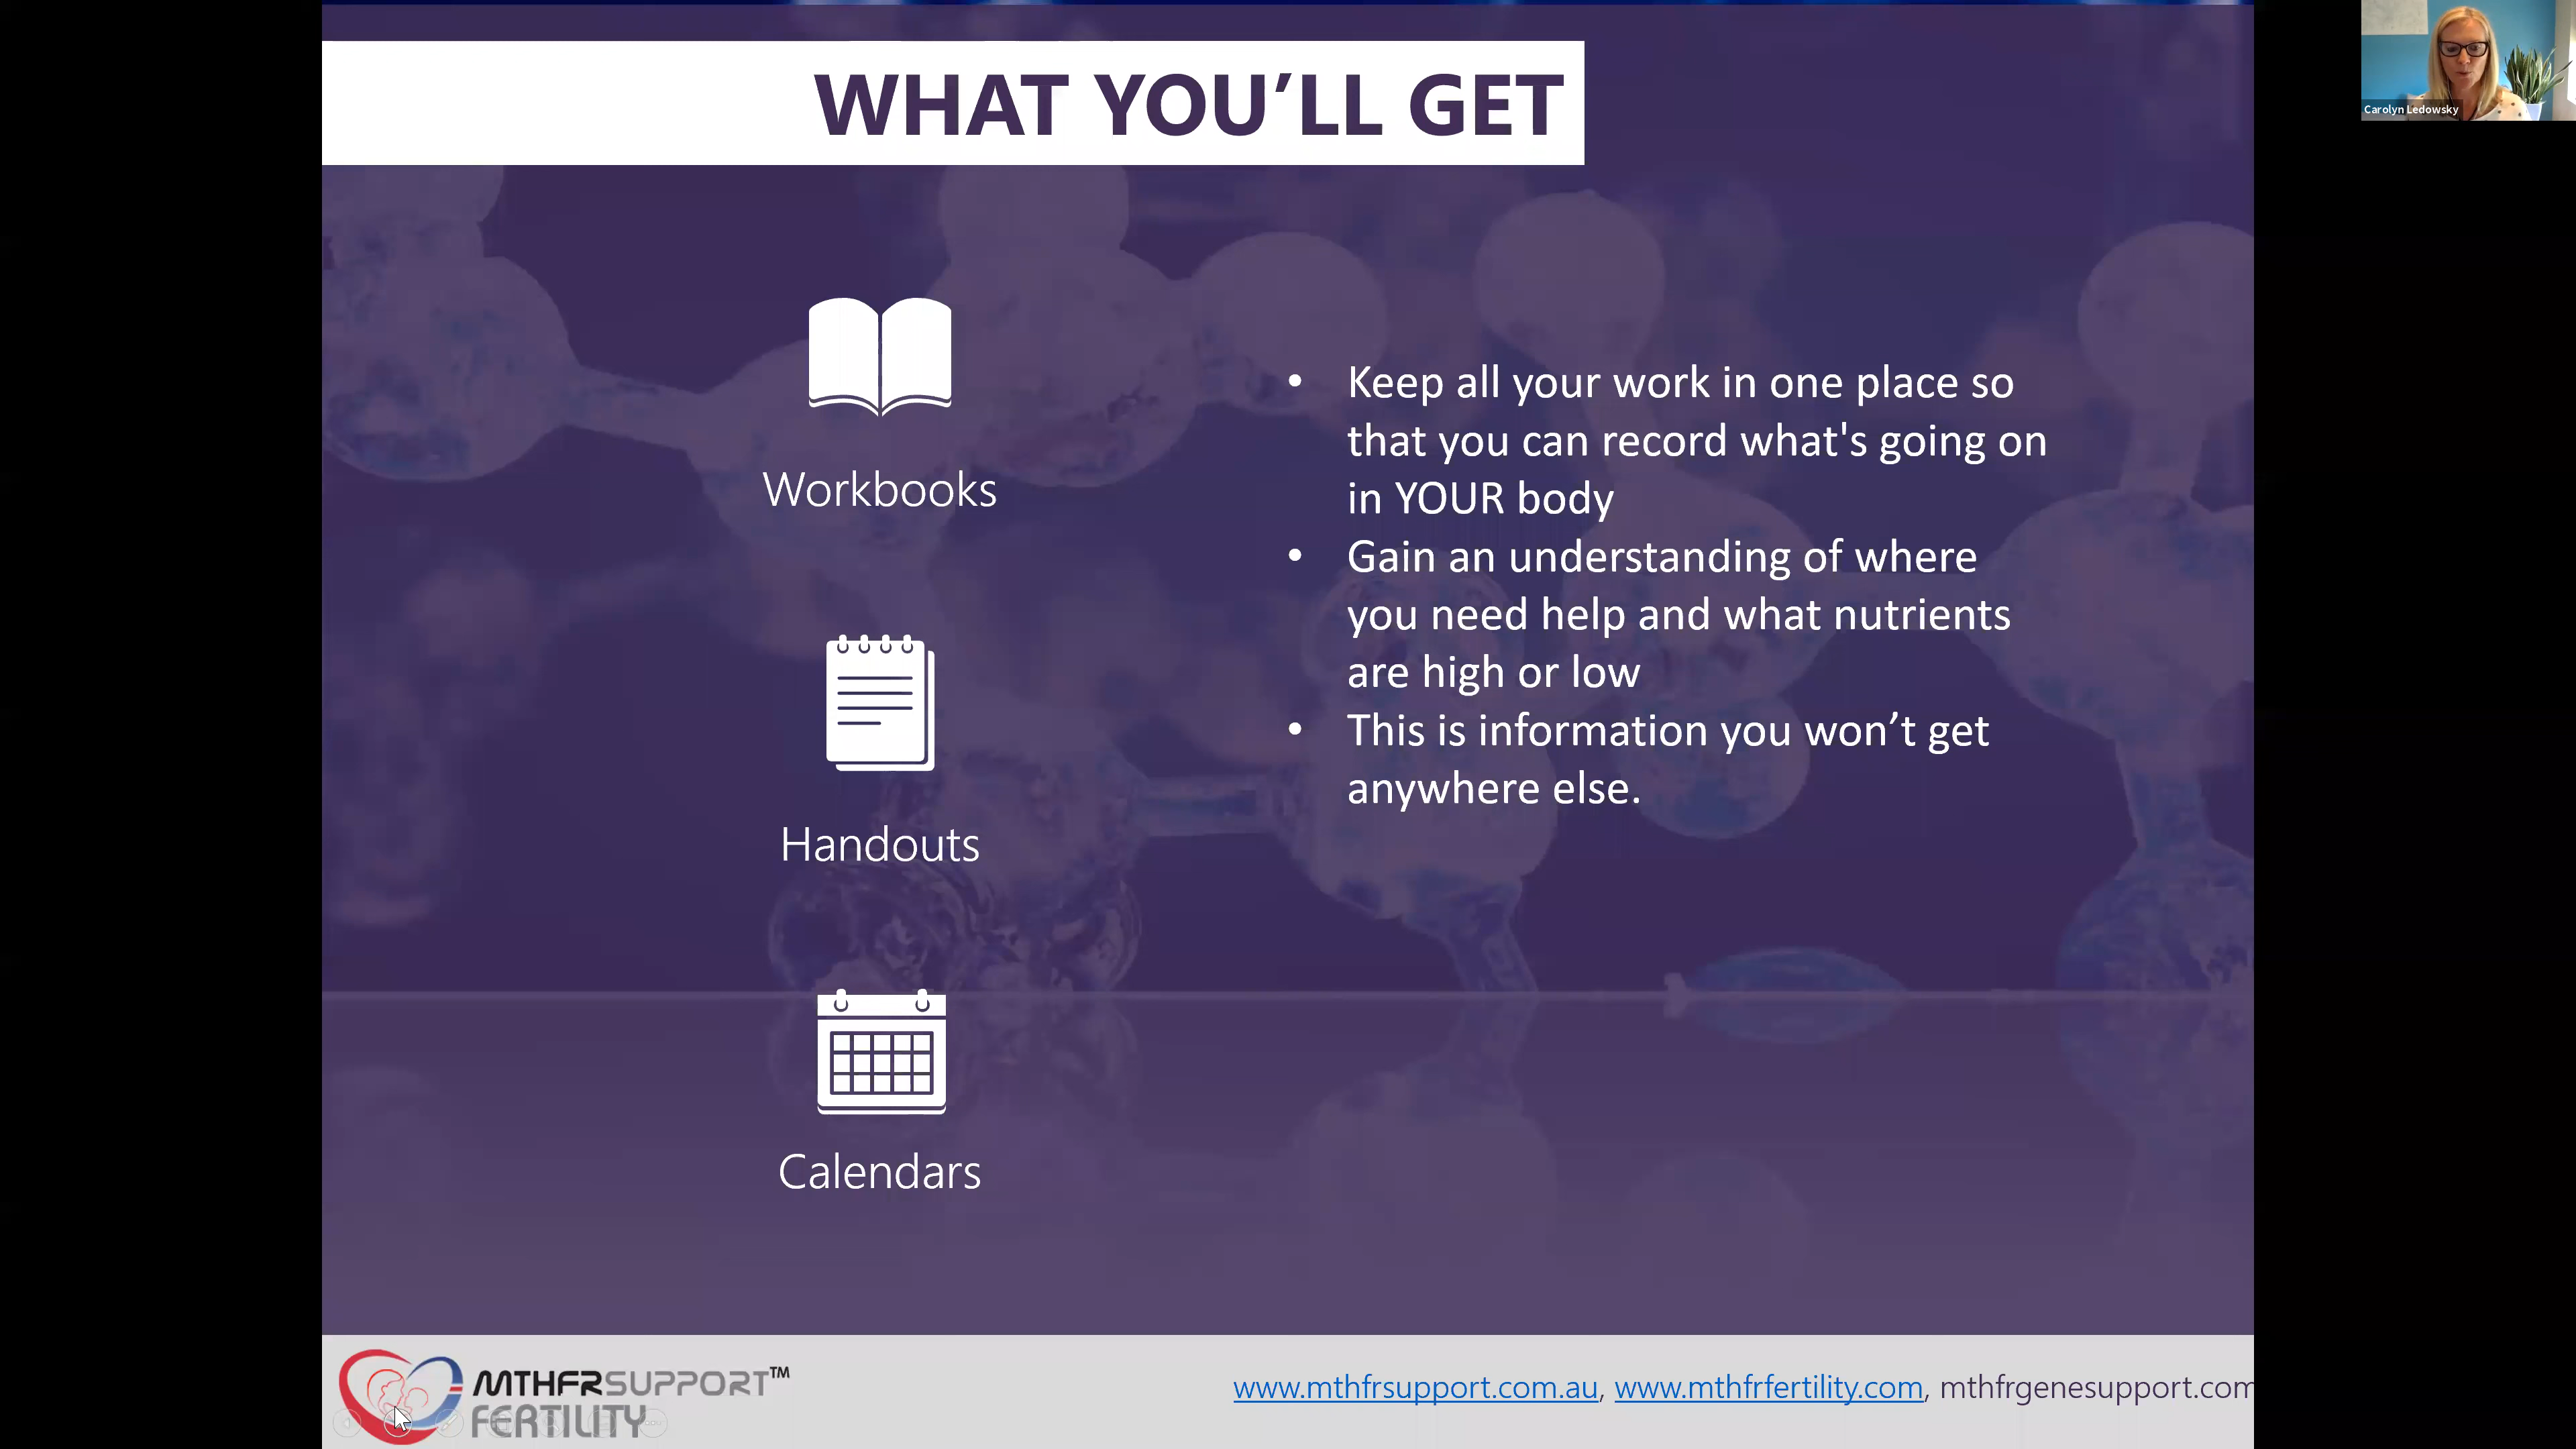 WHAT YOU’LL GET
Carolyn Ledowsky
Workbooks
Handouts
Calendars
• Keep all your work in one place so
that you can record what's going on
in YOUR body
• Gain an understanding of where
you need help and what nutrients
are high or low
• This is information you won’t get
anywhere else.
MTHFRSUPPORT™
FERTILITY
www.mthfrsupport.com.au, www.mthfrfertility.com, mthfrgenesupport.com